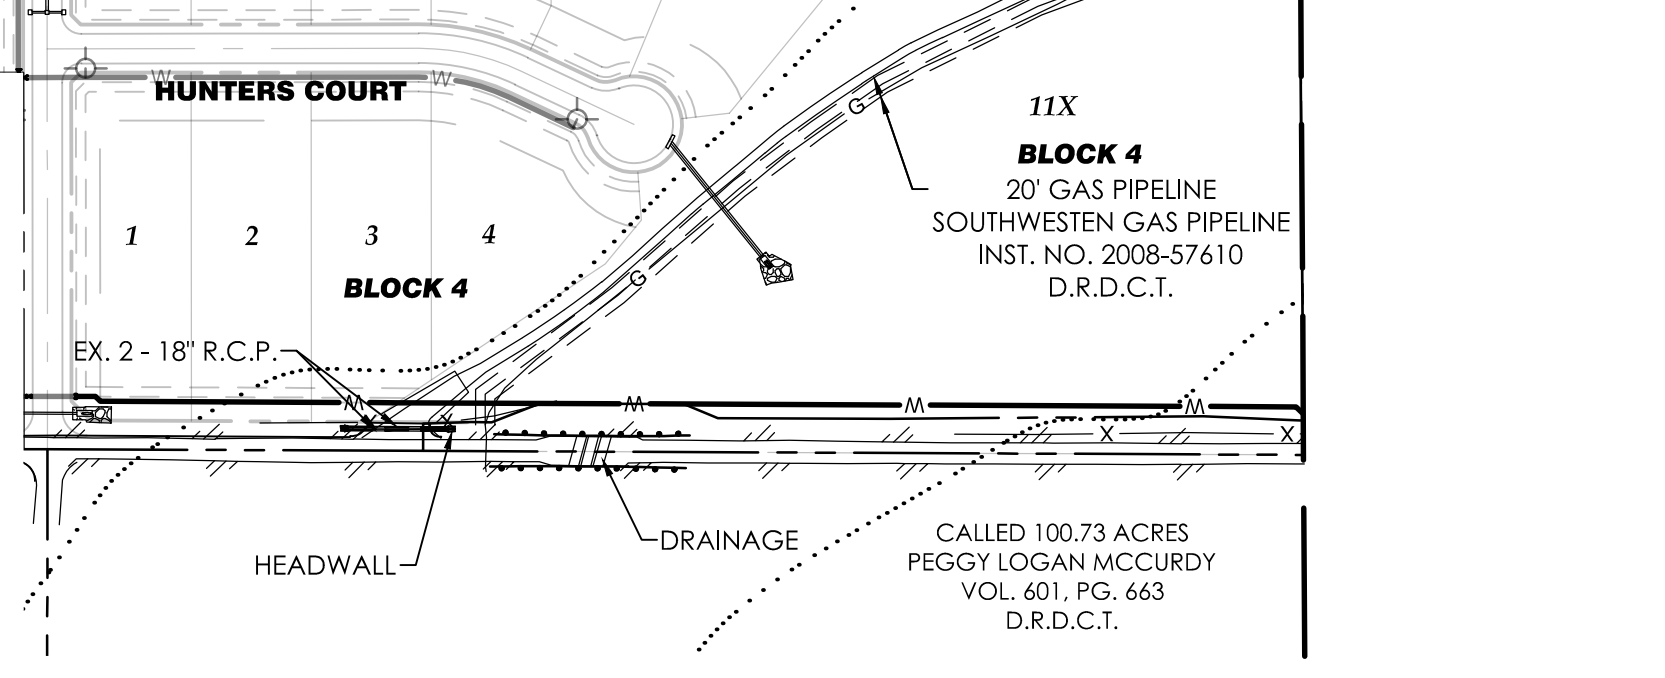 W
W
HUNTERS COURT
G
11X
BLOCK 4
20' GAS PIPELINE
SOUTHWESTEN GAS PIPELINE
INST. NO. 2008-57610
D.R.D.C.T.
1
2
3
4
G
BLOCK 4
EX. 2 - 18" R.C.P.
W
W
W
W
X
X
X
X
HEADWALL
DRAINAGE
CALLED 100.73 ACRES
PEGGY LOGAN MCCURDY
VOL. 601, PG. 663
D.R.D.C.T.